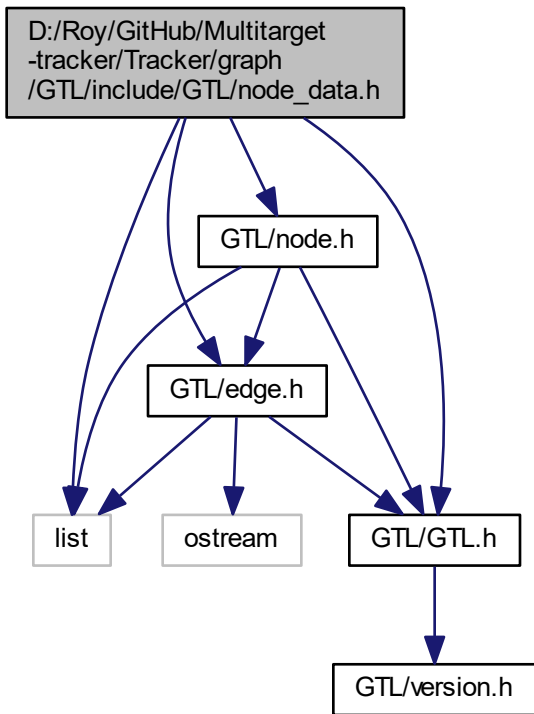 D:/Roy/GitHub/Multitarget
-tracker/Tracker/graph
/GTL/include/GTL/node_data.h
GTL/node.h
GTL/edge.h
list
ostream
GTL/GTL.h
GTL/version.h